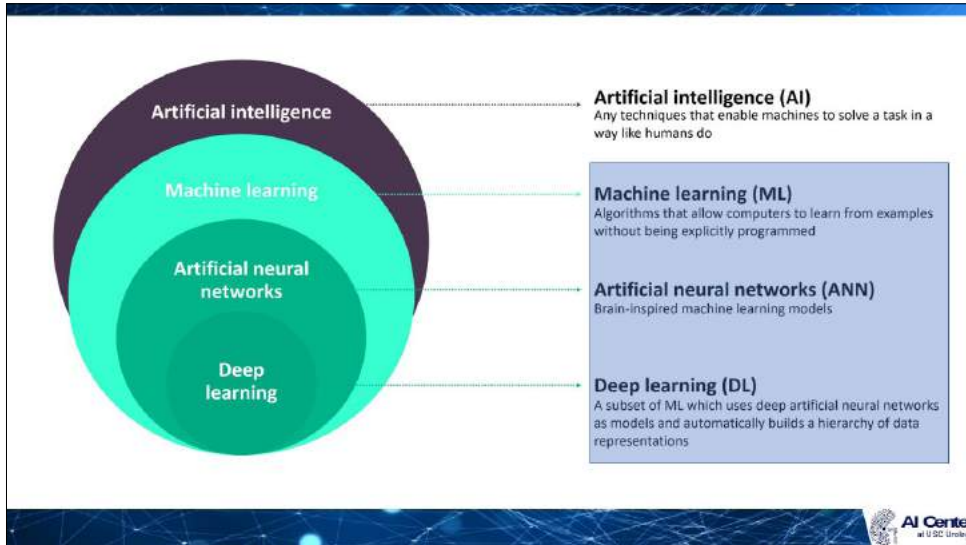 Artificial intelligence
Machine learning
Artificial neural
networks
Deep
learning
Artificial intelligence (AI)
Any techniques that enable machines to solve a task in a
way like humans do
Machine learning (ML)
Algorithms that allow computers to learn from examples
without being explicitly programmed
Artificial neural networks (ANN)
Brain-inspired machine learning models
Deep learning (DL)
A subset of ML which uses deep artificial neural networks
as models and automatically builds a hierarchy of data
representations
AI Cente
at USC Urolo